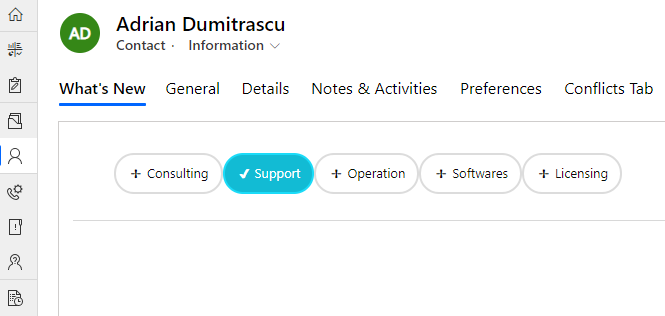 AD
Adrian Dumitrascu
Contact · Information
What's New General Details Notes & Activities Preferences Conflicts Tab
+ Consulting ✓ Support + Operation + Softwares + Licensing